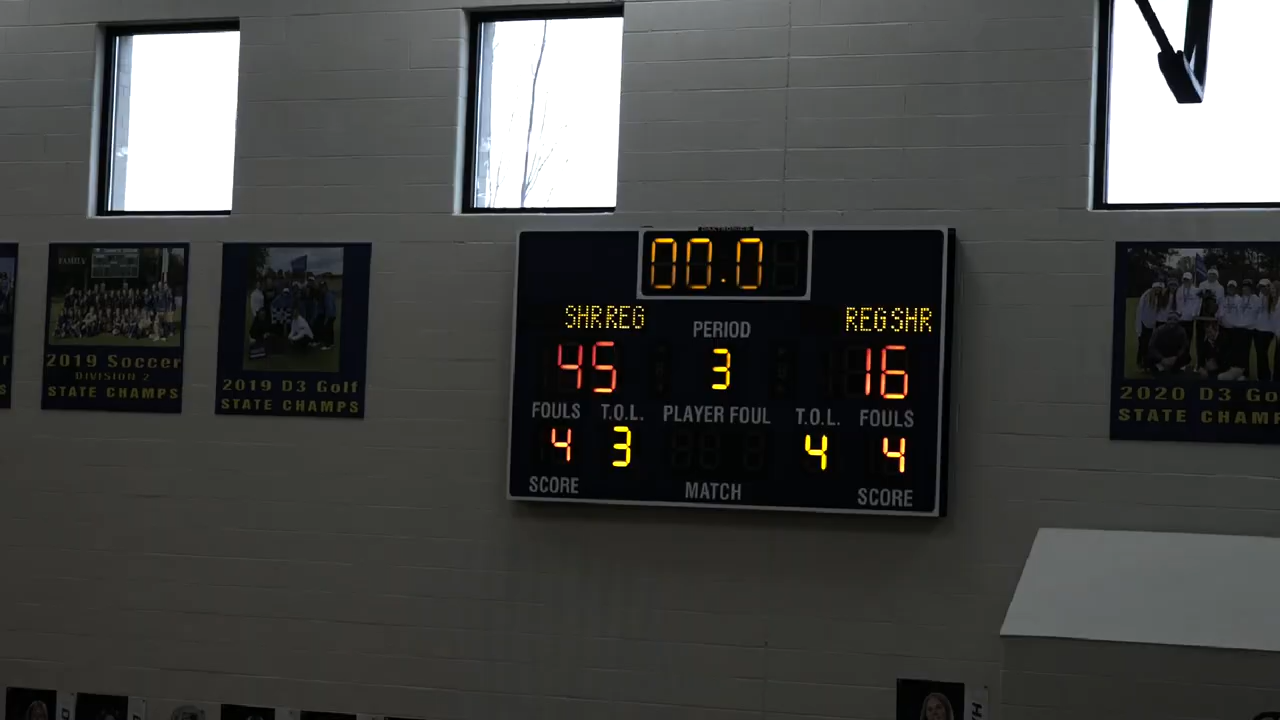 DAKTRONICS
00.0
SHRREG
REGSHR
PERIOD
45
3
16
FOULS
T.O.L.
PLAYER FOUL
T.O.L.
FOULS
4
3
4
4
SCORE
MATCH
SCORE
2019 Soccer
DIVISION 2
STATE CHAMPS
2019 D3 Golf
STATE CHAMPS
2020 D3 Go
STATE CHAMP